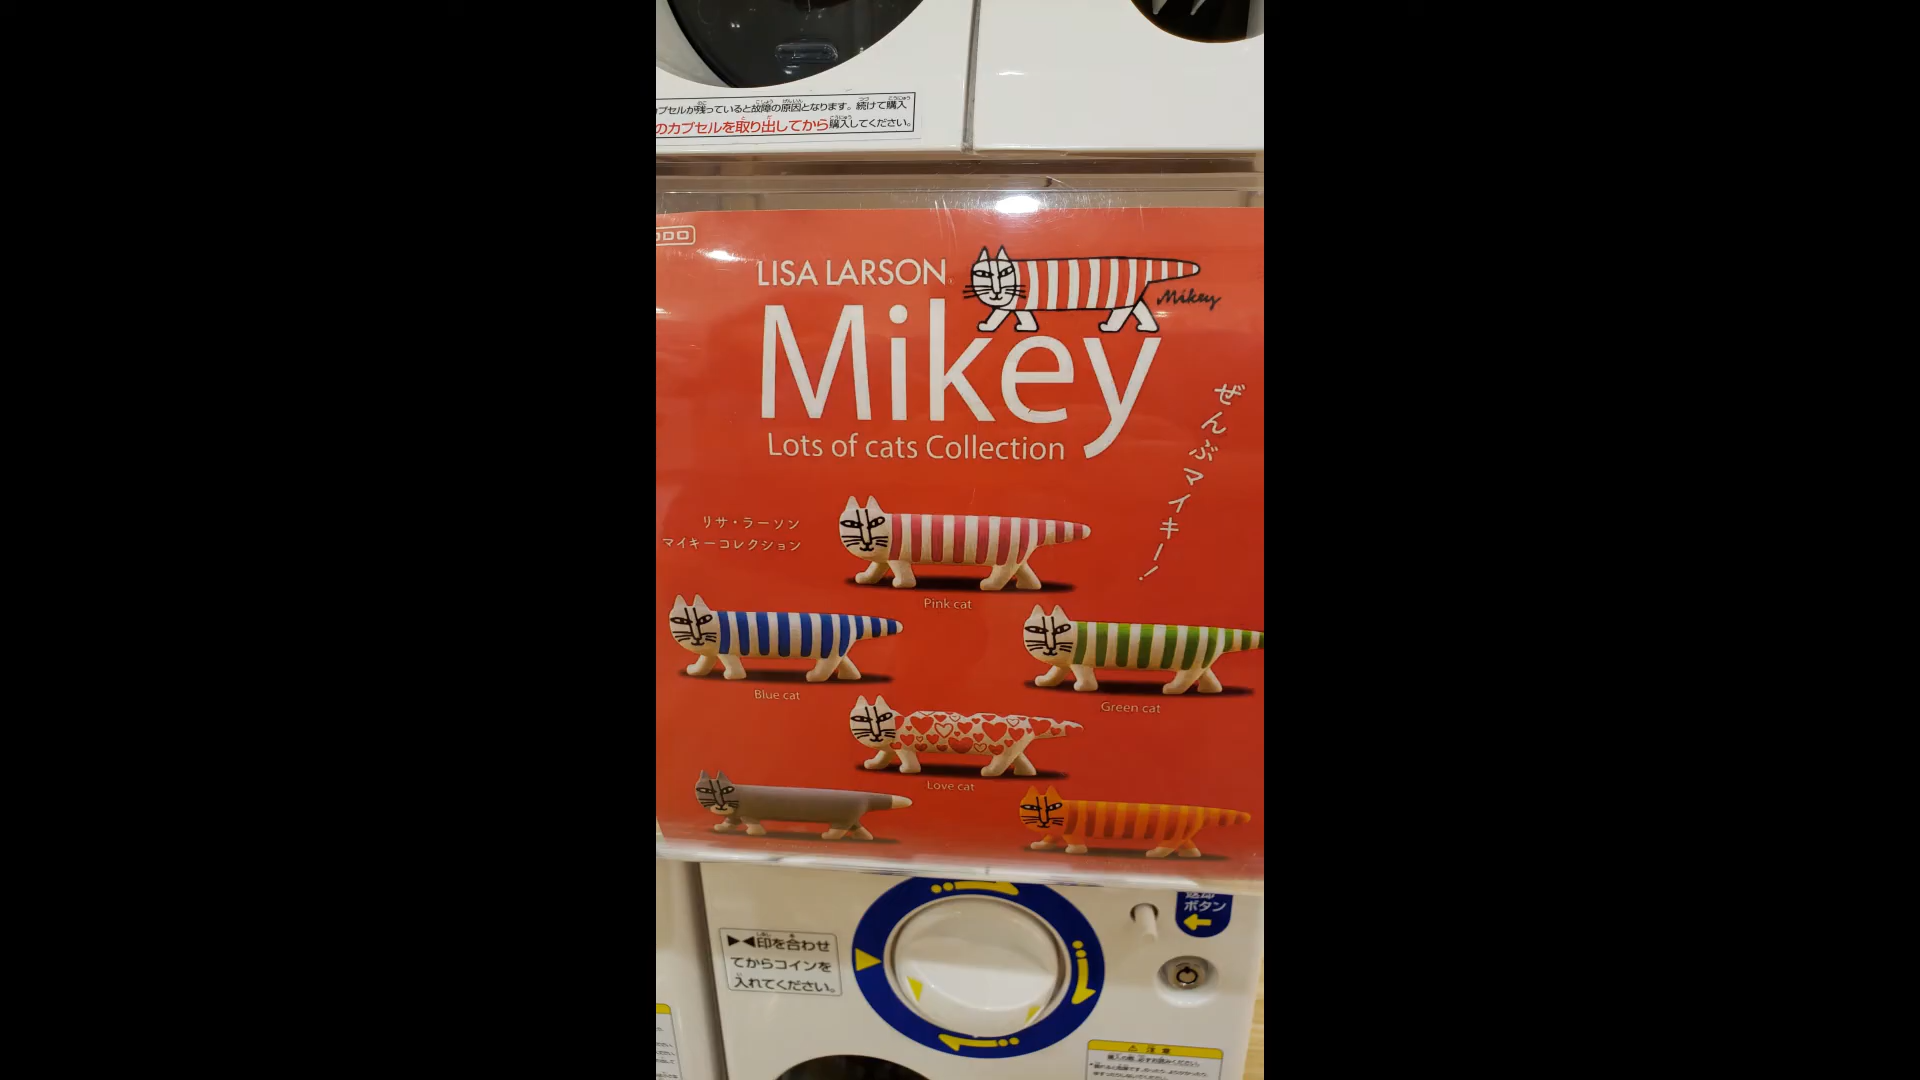 プセルが残っていると故障の原因となります。続けて購入
のカプセルを取り出してから購入してください。
LISA LARSON
Mikey
Mikey
Lots of cats Collection
ぜんぶマイキー!
リサ・ラーソン
マイキーコレクション
Pink cat
Blue cat
Green cat
Love cat
ボタン
▶◀印を合わせ
てからコインを
入れてください。
⚠ 注意